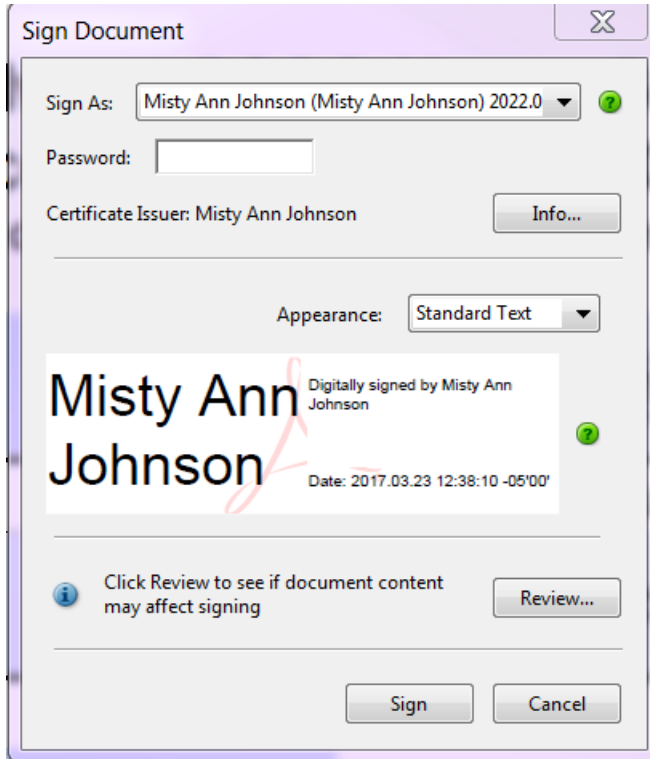 Sign Document
Sign As: Misty Ann Johnson (Misty Ann Johnson) 2022.0
Password:
Certificate Issuer: Misty Ann Johnson Info...
Appearance: Standard Text
Misty Ann
Johnson
Digitally signed by Misty Ann
Johnson
Date: 2017.03.23 12:38:10 -05'00'
Click Review to see if document content
may affect signing
Review...
Sign Cancel